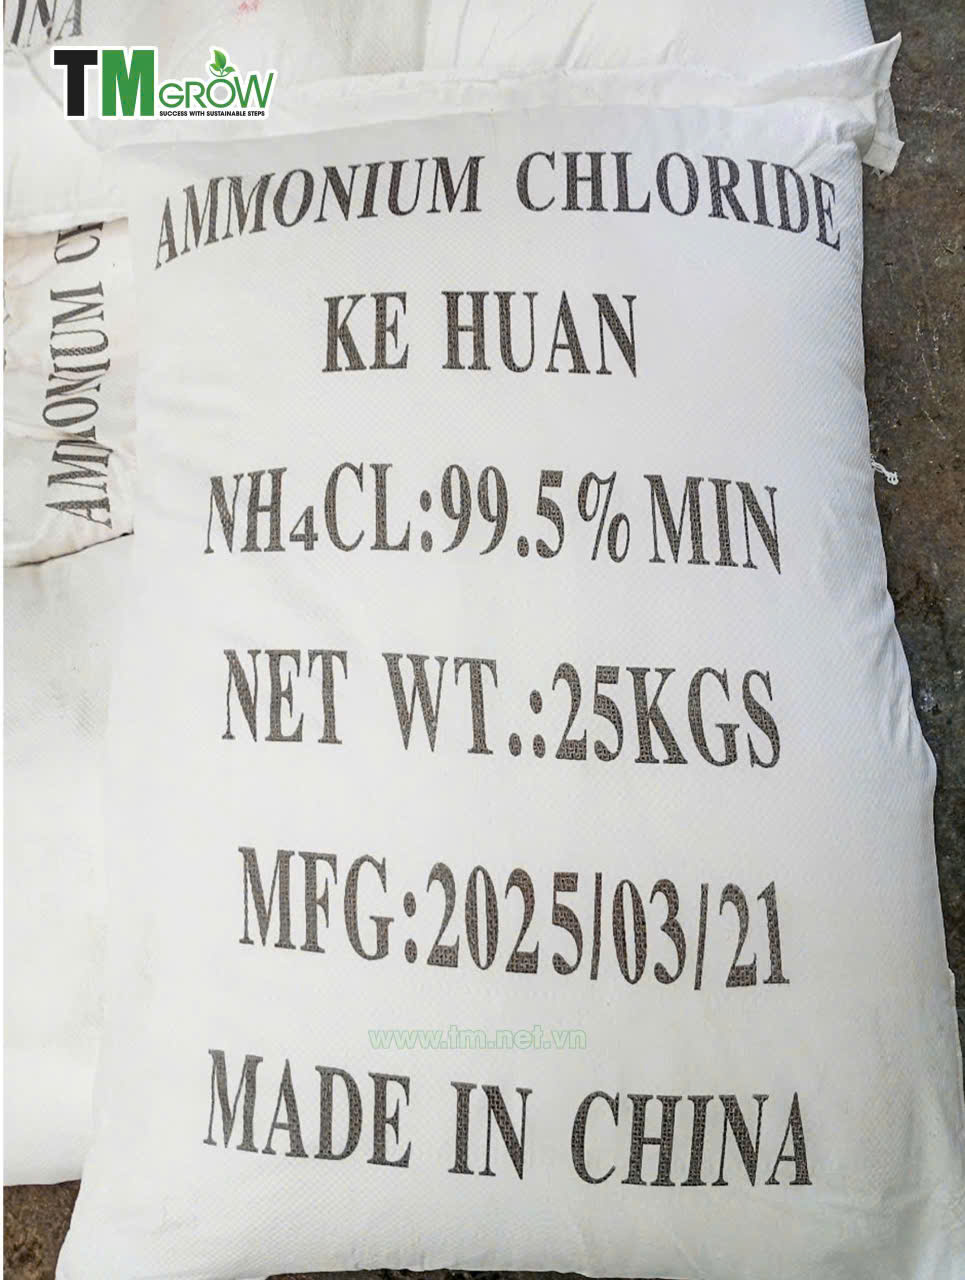 INA
TM GROW
SUCCESS WITH SUSTAINABLE STEPS
AMMONIUM CHLORIDE
KE HUAN
AMMONIUM CH
NH₄CL:99.5% MIN
NET WT.:25KGS
MFG:2025/03/21
www.tm.net.vn
MADE IN CHINA